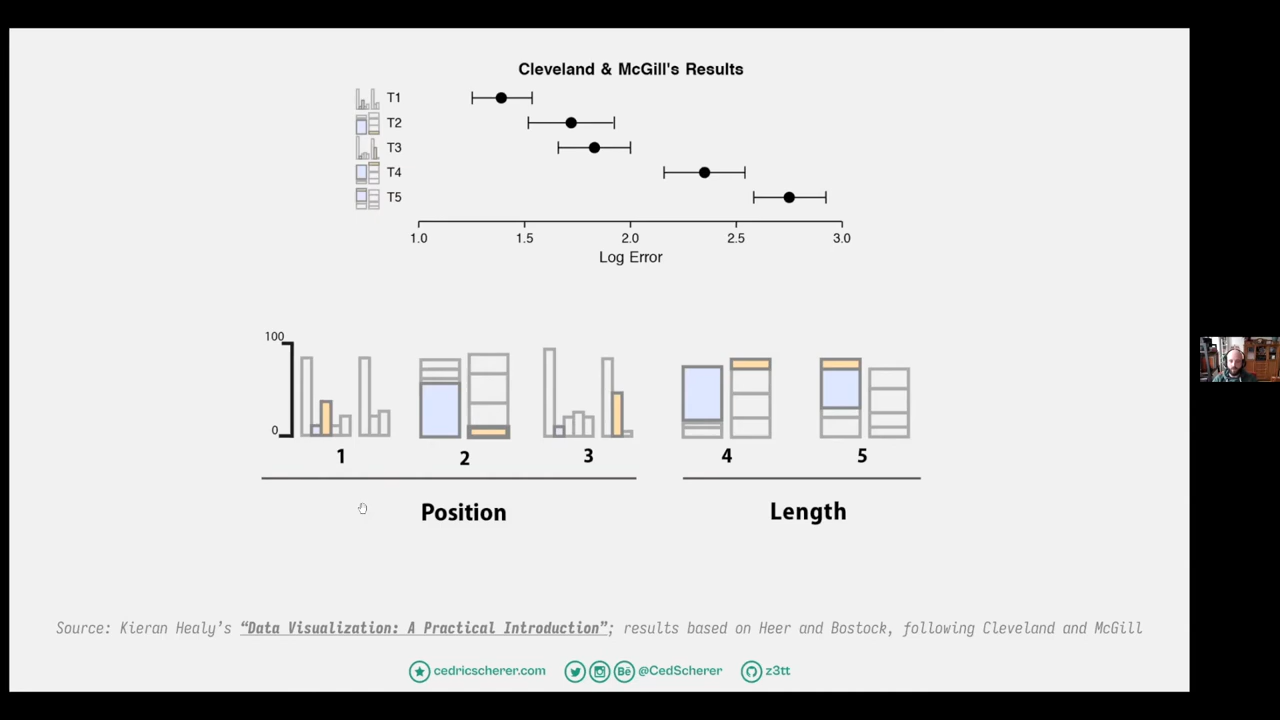 Cleveland & McGill's Results
T1
T2
T3
T4
T5
1.0 1.5 2.0 2.5 3.0
Log Error
100
0
1 2 3 4 5
Position Length
Source: Kieran Healy's “Data Visualization: A Practical Introduction”; results based on Heer and Bostock, following Cleveland and McGill
cedricscherer.com Bē @CedScherer z3tt